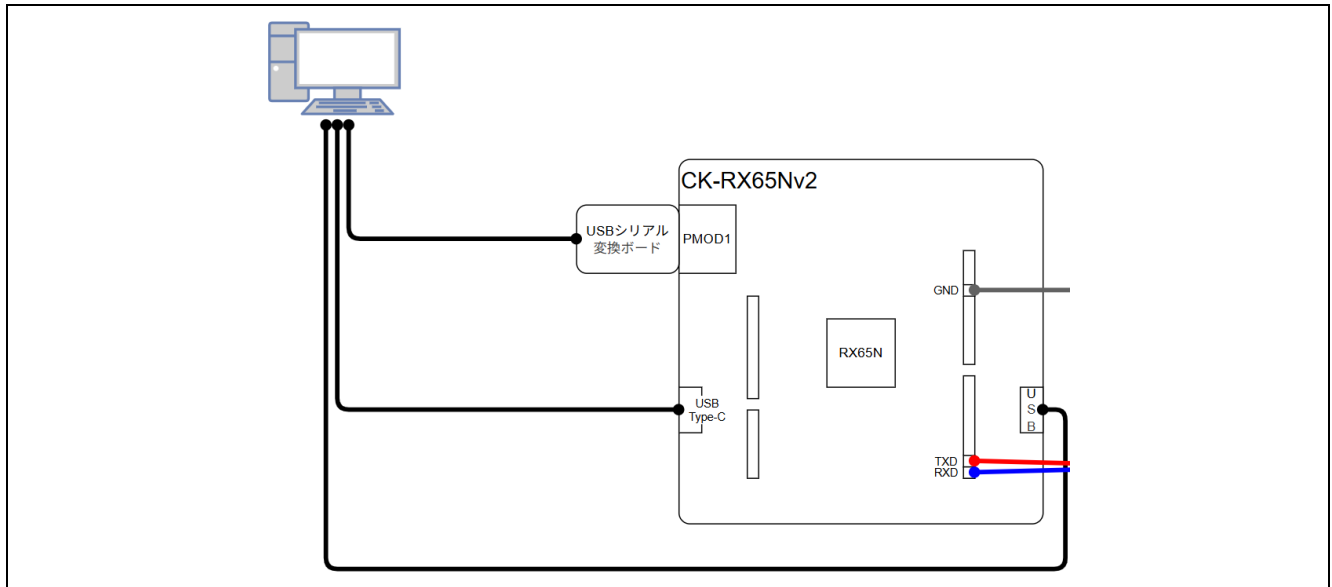 CK-RX65Nv2
USBシリアル
変換ボード
PMOD1
GND
RX65N
USB
Type-C
U
S
B
TXD
RXD